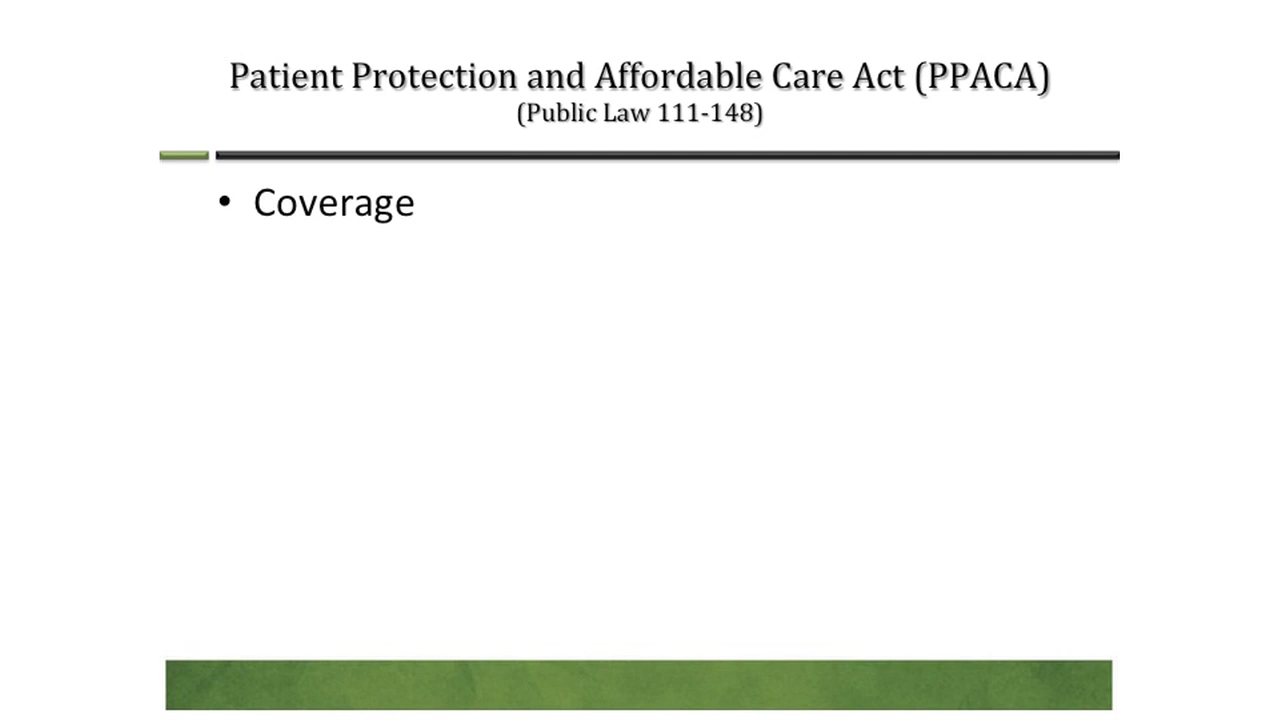 Patient Protection and Affordable Care Act (PPACA)
(Public Law 111-148)
• Coverage